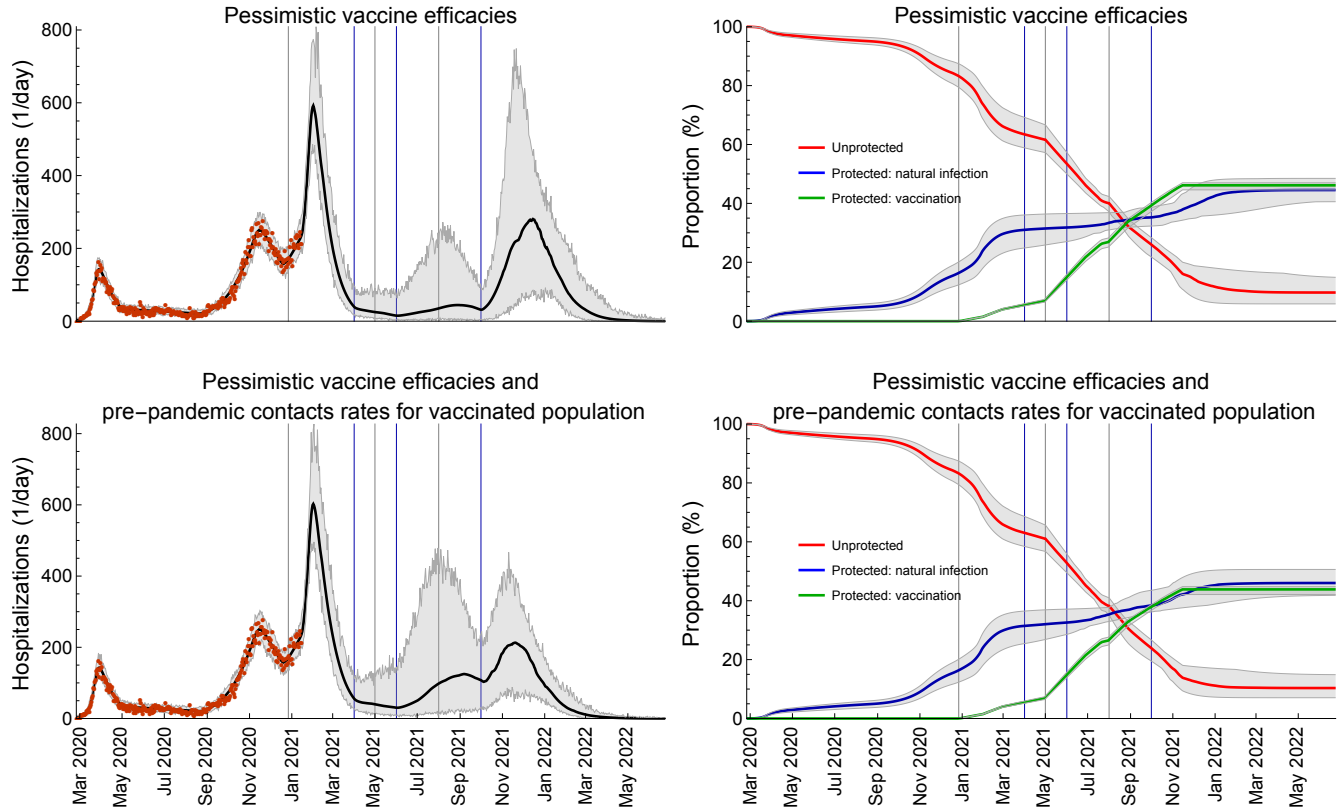 Pessimistic vaccine efficacies
Hospitalizations (1/day)
800
600
400
200
0
Pessimistic vaccine efficacies
Proportion (%)
100
80
60
40
20
0
Unprotected
Protected: natural infection
Protected: vaccination
Pessimistic vaccine efficacies and
pre−pandemic contacts rates for vaccinated population
Hospitalizations (1/day)
800
600
400
200
0
Mar 2020
May 2020
Jul 2020
Sep 2020
Nov 2020
Jan 2021
Mar 2021
May 2021
Jul 2021
Sep 2021
Nov 2021
Jan 2022
Mar 2022
May 2022
Pessimistic vaccine efficacies and
pre−pandemic contacts rates for vaccinated population
Proportion (%)
100
80
60
40
20
0
Unprotected
Protected: natural infection
Protected: vaccination
Mar 2020
May 2020
Jul 2020
Sep 2020
Nov 2020
Jan 2021
Mar 2021
May 2021
Jul 2021
Sep 2021
Nov 2021
Jan 2022
Mar 2022
May 2022